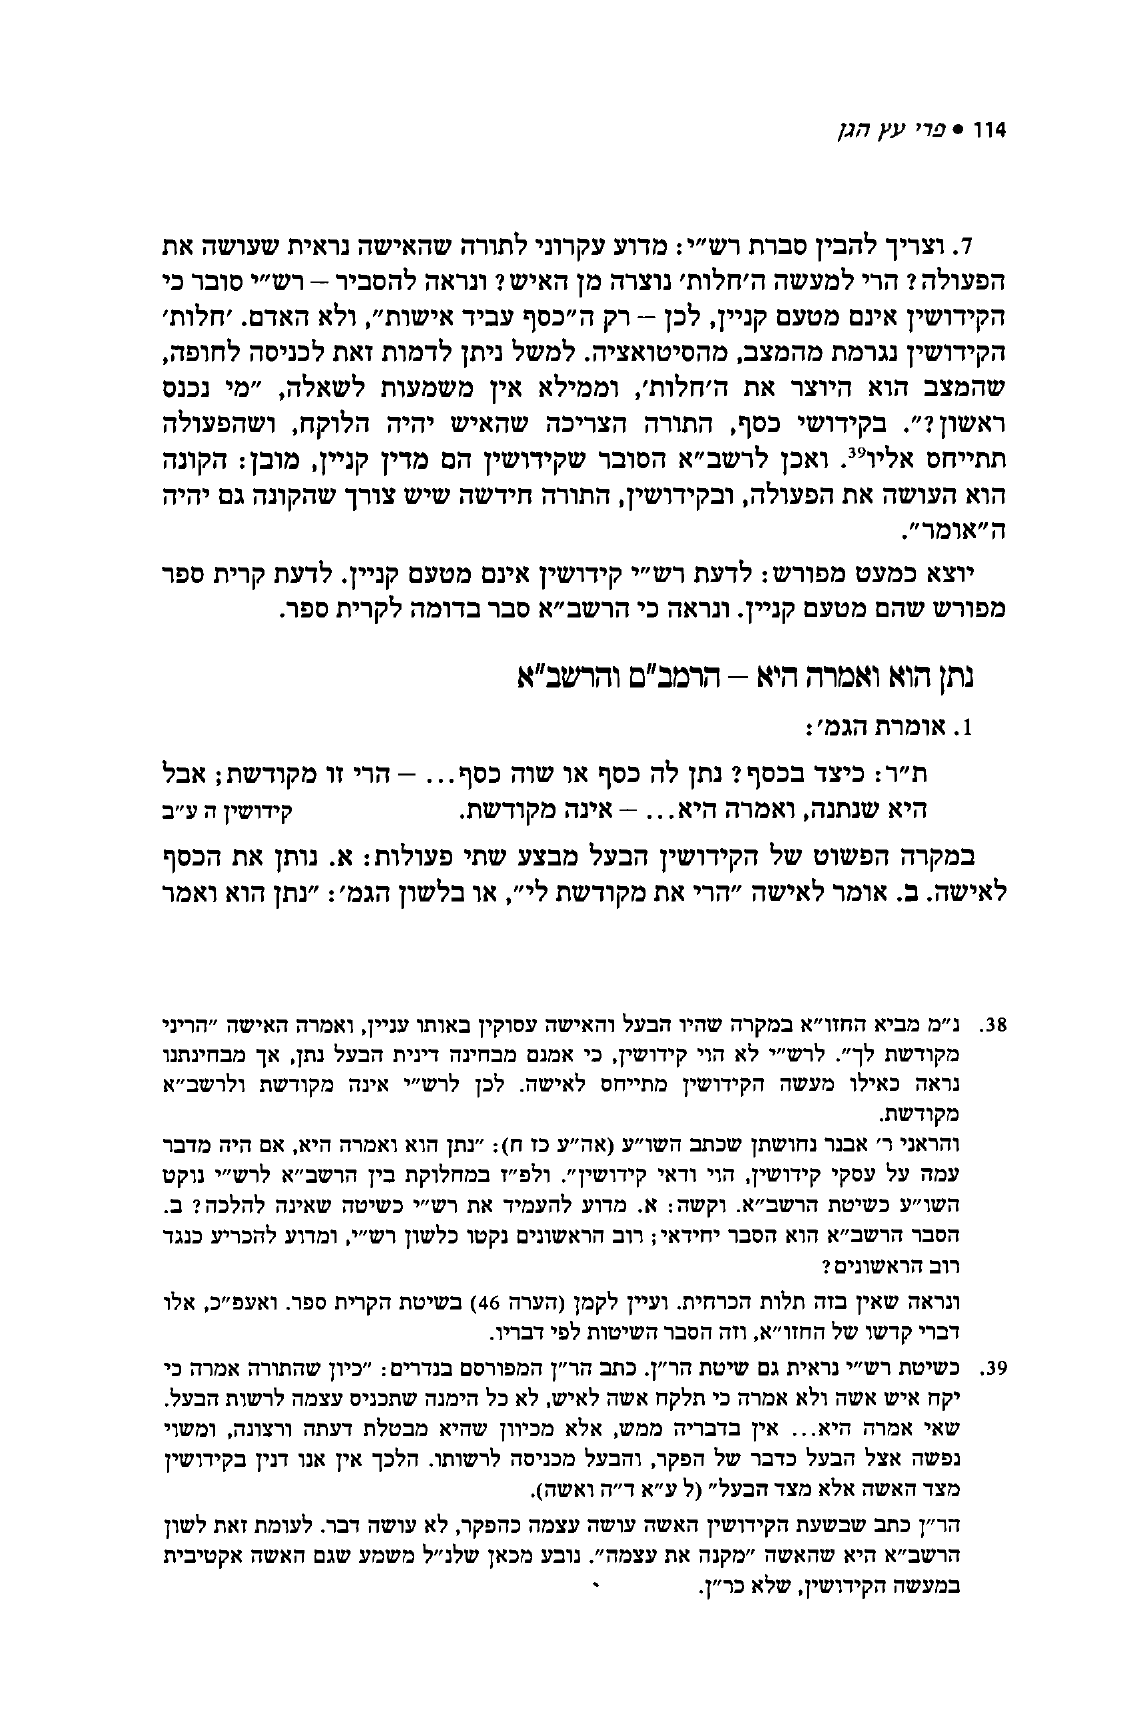 114 • פרי עץ הגן
7. וצריך להבין סברת רש״י: מדוע עקרוני לתורה שהאישה נראית שעושה את
הפעולה? הרי למעשה ה׳חלות׳ נוצרה מן האיש? ונראה להסביר – רש״י סובר כי
הקידושין אינם מטעם קניין, לכן – רק ה״כסף עביד אישות״, ולא האדם. ׳חלות׳
הקידושין נגרמת מהמצב, מהסיטואציה. למשל ניתן לדמות זאת לכניסה לחופה,
שהמצב הוא היוצר את ה׳חלות׳, וממילא אין משמעות לשאלה, ״מי נכנס
ראשון?״. בקידושי כסף, התורה הצריכה שהאיש יהיה הלוקח, ושהפעולה
תתייחס אליו39. ואכן לרשב״א הסובר שקידושין הם מדין קניין, מובן: הקונה
הוא העושה את הפעולה, ובקידושין, התורה חידשה שיש צורך שהקונה גם יהיה
ה״אומר״.
יוצא כמעט מפורש: לדעת רש״י קידושין אינם מטעם קניין. לדעת קרית ספר
מפורש שהם מטעם קניין. ונראה כי הרשב״א סבר בדומה לקרית ספר.
נתן הוא ואמרה היא – הרמב״ם והרשב״א
1. אומרת הגמ׳:
ת״ר: כיצד בכסף? נתן לה כסף או שוה כסף... – הרי זו מקודשת; אבל
היא שנתנה, ואמרה היא... – אינה מקודשת. קידושין ה ע״ב
במקרה הפשוט של הקידושין הבעל מבצע שתי פעולות: א. נותן את הכסף
לאישה. ב. אומר לאישה ״הרי את מקודשת לי״, או בלשון הגמ׳: ״נתן הוא ואמר
38. נ״מ מביא החזו״א במקרה שהיו הבעל והאישה עסוקין באותו עניין, ואמרה האישה ״הריני
מקודשת לך״. לרש״י לא הוי קידושין, כי אמנם מבחינה דינית הבעל נתן, אך מבחינתנו
נראה כאילו מעשה הקידושין מתייחס לאישה. לכן לרש״י אינה מקודשת ולרשב״א
מקודשת.
והראני ר׳ אבנר נחושתן שכתב השו״ע (אה״ע כז ח): ״נתן הוא ואמרה היא, אם היה מדבר
עמה על עסקי קידושין, הוי ודאי קידושין״. ולפ״ז במחלוקת בין הרשב״א לרש״י נוקט
השו״ע כשיטת הרשב״א. וקשה: א. מדוע להעמיד את רש״י כשיטה שאינה להלכה? ב.
הסבר הרשב״א הוא הסבר יחידאי; רוב הראשונים נקטו כלשון רש״י, ומדוע להכריע כנגד
רוב הראשונים?
ונראה שאין בזה תלות הכרחית. ועיין לקמן (הערה 46) בשיטת הקרית ספר. ואעפ״כ, אלו
דברי קדשו של החזו״א, וזה הסבר השיטות לפי דבריו.
39. כשיטת רש״י נראית גם שיטת הר״ן. כתב הר״ן המפורסם בנדרים: ״כיון שהתורה אמרה כי
יקח איש אשה ולא אמרה כי תלקח אשה לאיש, לא כל הימנה שתכניס עצמה לרשות הבעל.
שאי אמרה היא... אין בדבריה ממש, אלא מכיוון שהיא מבטלת דעתה ורצונה, ומשוי
נפשה אצל הבעל כדבר של הפקר, והבעל מכניסה לרשותו. הלכך אין אנו דנין בקידושין
מצד האשה אלא מצד הבעל״ (ל ע״א ד״ה ואשה).
הר״ן כתב שבשעת הקידושין האשה עושה עצמה כהפקר, לא עושה דבר. לעומת זאת לשון
הרשב״א היא שהאשה ״מקנה את עצמה״. נובע מכאן שלנ״ל משמע שגם האשה אקטיבית
במעשה הקידושין, שלא כר״ן.